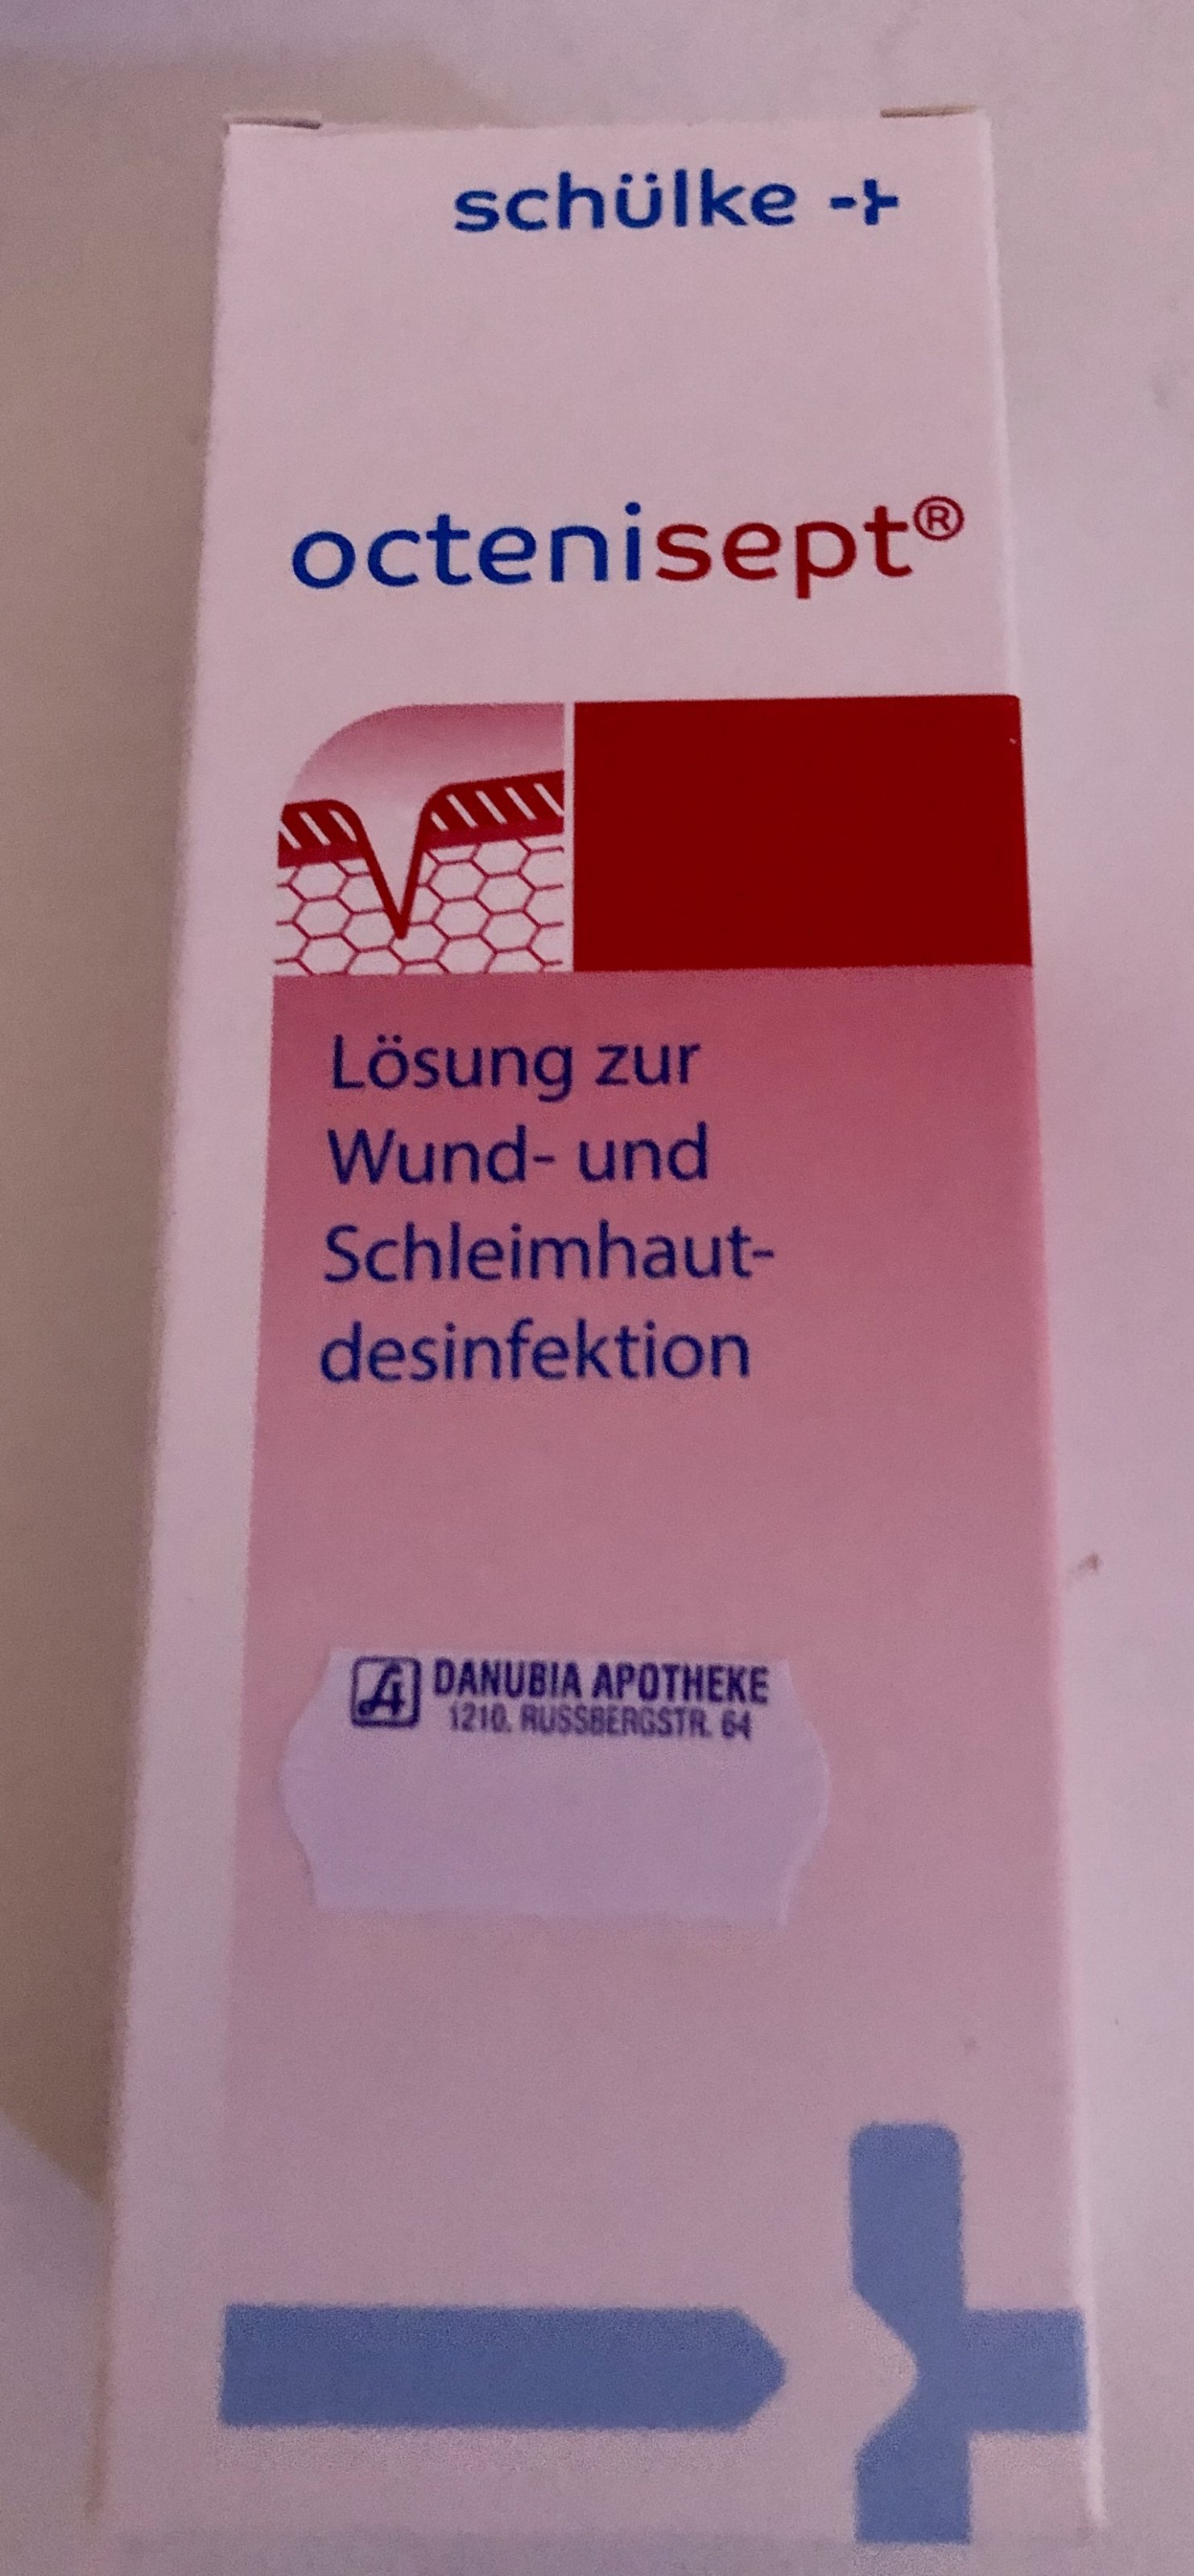 schülke -+
octenisept®
Lösung zur
Wund- und
Schleimhaut-
desinfektion
DANUBIA APOTHEKE
1210, RUSSBERGSTR. 64